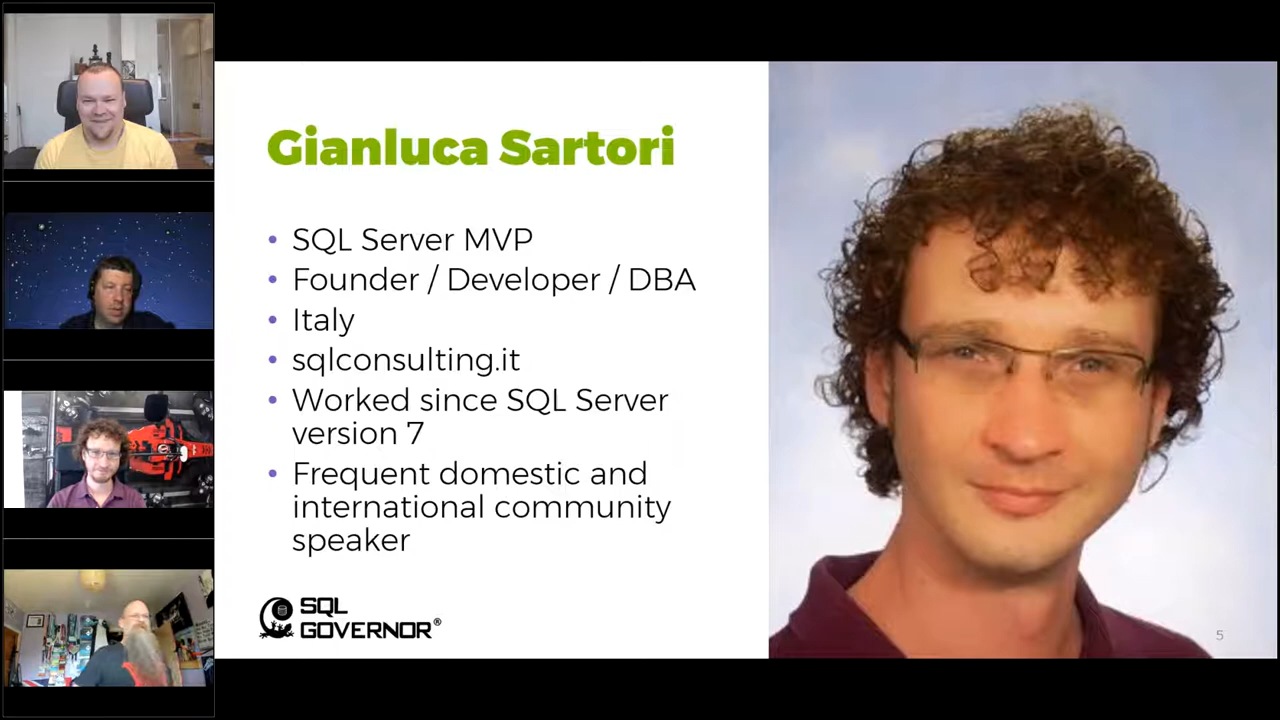 Gianluca Sartori
• SQL Server MVP
• Founder / Developer / DBA
• Italy
• sqlconsulting.it
• Worked since SQL Server
version 7
• Frequent domestic and
international community
speaker
SQL
GOVERNOR®
5